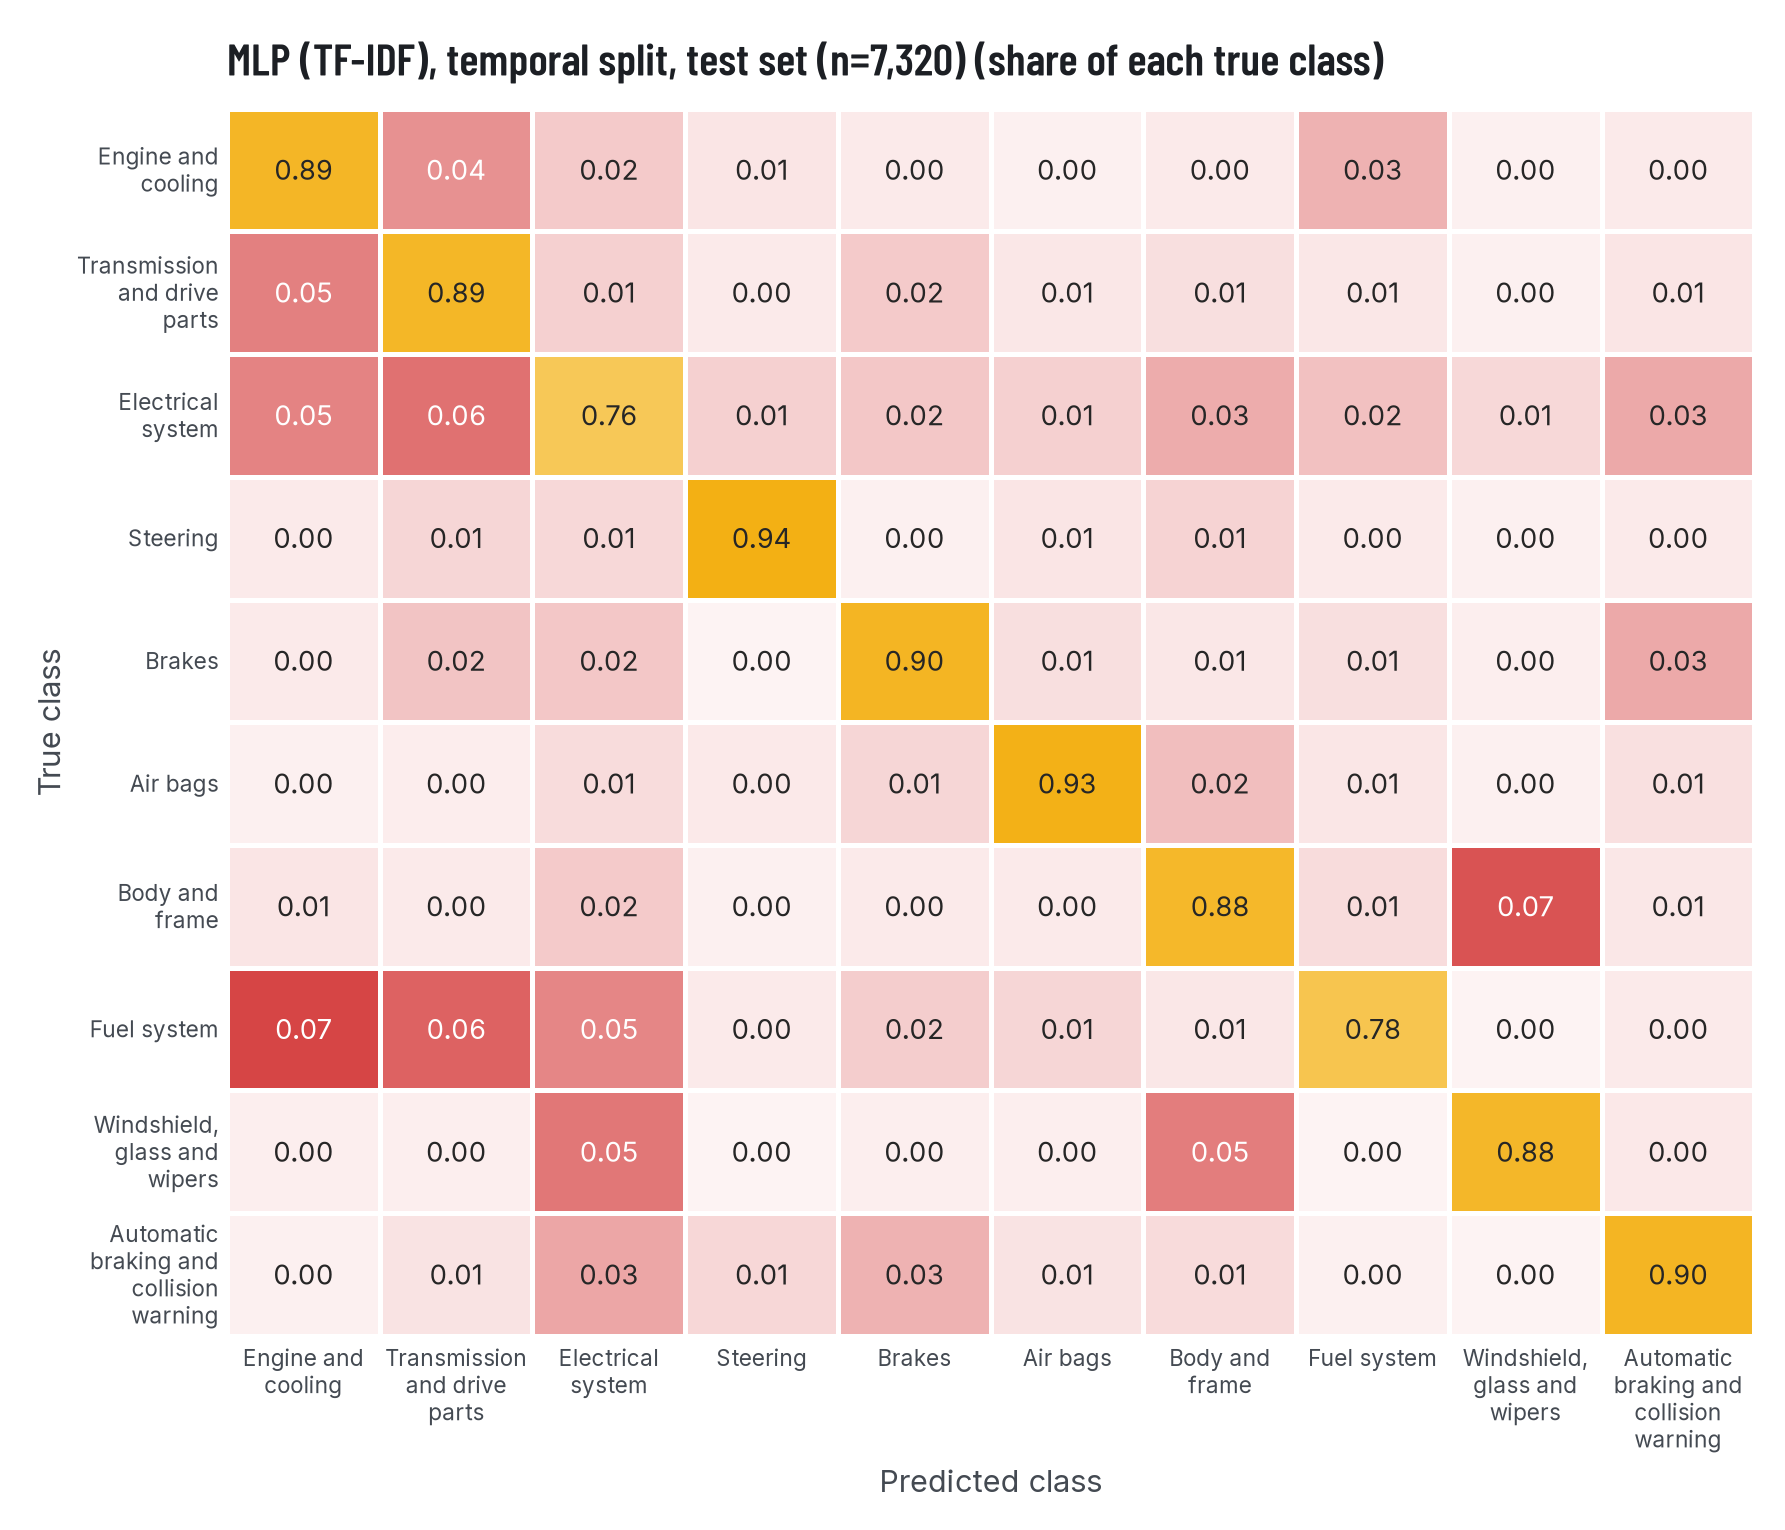 MLP (TF-IDF), temporal split, test set (n=7,320) (share of each true class)
Engine and
cooling
0.89 0.04 0.02 0.01 0.00 0.00 0.00 0.03 0.00 0.00
Transmission
and drive
parts
0.05 0.89 0.01 0.00 0.02 0.01 0.01 0.01 0.00 0.01
Electrical
system
0.05 0.06 0.76 0.01 0.02 0.01 0.03 0.02 0.01 0.03
Steering
0.00 0.01 0.01 0.94 0.00 0.01 0.01 0.00 0.00 0.00
Brakes
0.00 0.02 0.02 0.00 0.90 0.01 0.01 0.01 0.00 0.03
Air bags
0.00 0.00 0.01 0.00 0.01 0.93 0.02 0.01 0.00 0.01
Body and
frame
0.01 0.00 0.02 0.00 0.00 0.00 0.88 0.01 0.07 0.01
Fuel system
0.07 0.06 0.05 0.00 0.02 0.01 0.01 0.78 0.00 0.00
Windshield,
glass and
wipers
0.00 0.00 0.05 0.00 0.00 0.00 0.05 0.00 0.88 0.00
Automatic
braking and
collision
warning
0.00 0.01 0.03 0.01 0.03 0.01 0.01 0.00 0.00 0.90
True class
Engine and
cooling
Transmission
and drive
parts
Electrical
system
Steering
Brakes
Air bags
Body and
frame
Fuel system
Windshield,
glass and
wipers
Automatic
braking and
collision
warning
Predicted class